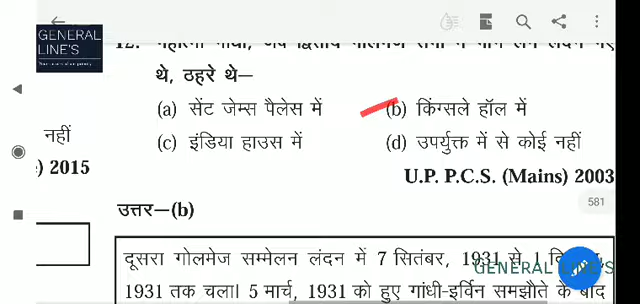 GENERAL
LINE'S
थे, ठहरे थे—
(a) सेंट जेम्स पैलेस में
(b) किंग्सले हॉल में
नहीं
(c) इंडिया हाउस में
(d) उपर्युक्त में से कोई नहीं
) 2015
U.P. P.C.S. (Mains) 2003
581
उत्तर—(b)
दूसरा गोलमेज सम्मेलन लंदन में 7 सितंबर, 1931 से 1
GENERAL LINE'S
1931 तक चला। 5 मार्च, 1931 को हुए गांधी-इर्विन समझौते के बाद